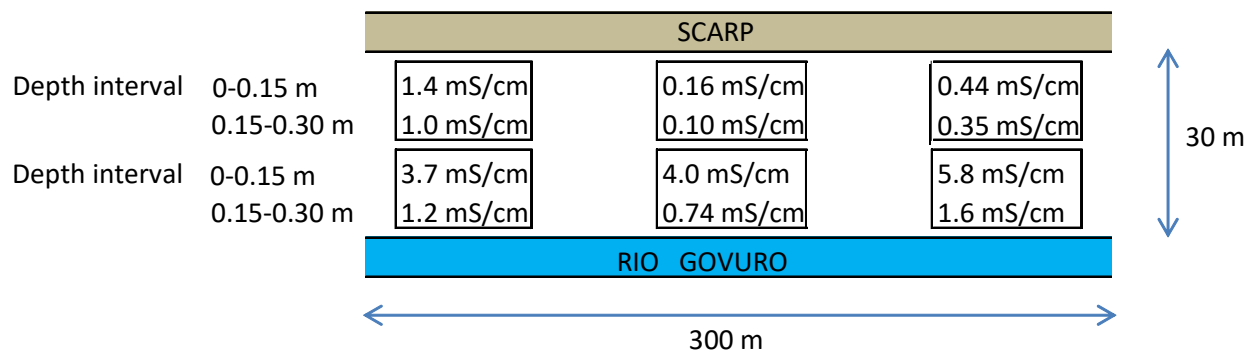 SCARP
Depth interval 0-0.15 m 1.4 mS/cm 0.16 mS/cm 0.44 mS/cm
0.15-0.30 m 1.0 mS/cm 0.10 mS/cm 0.35 mS/cm
30 m
Depth interval 0-0.15 m 3.7 mS/cm 4.0 mS/cm 5.8 mS/cm
0.15-0.30 m 1.2 mS/cm 0.74 mS/cm 1.6 mS/cm
RIO GOVURO
300 m